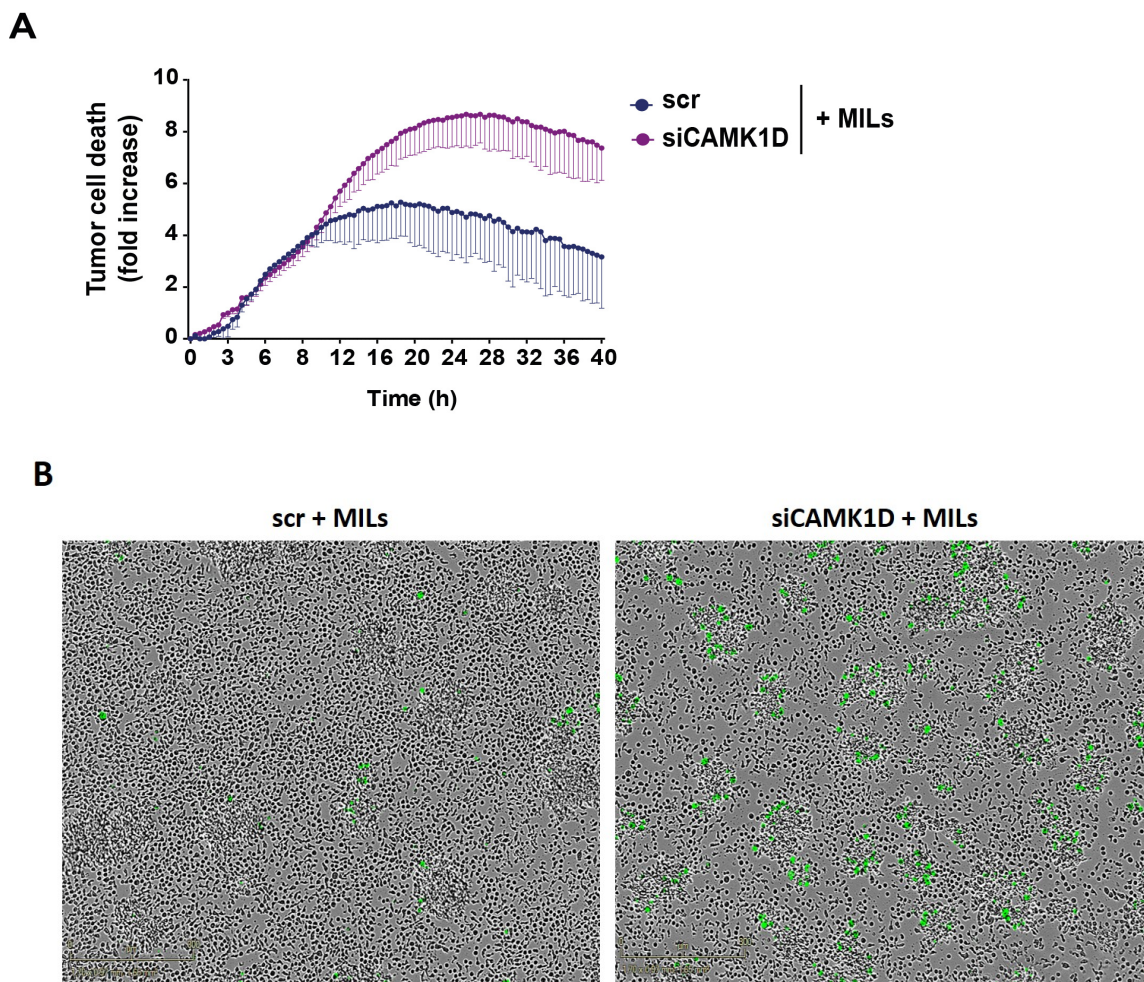 A
10
8
6
4
2
0
Tumor cell death
(fold increase)
scr
siCAMK1D
+ MILs
0 3 6 8 12 16 20 24 28 32 36 40
Time (h)
B
scr + MILs
siCAMK1D + MILs